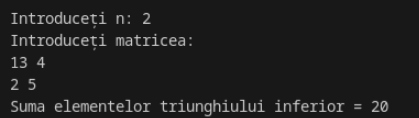 Introduceți n: 2
Introduceți matricea:
13 4
2 5
Suma elementelor triunghiului inferior = 20